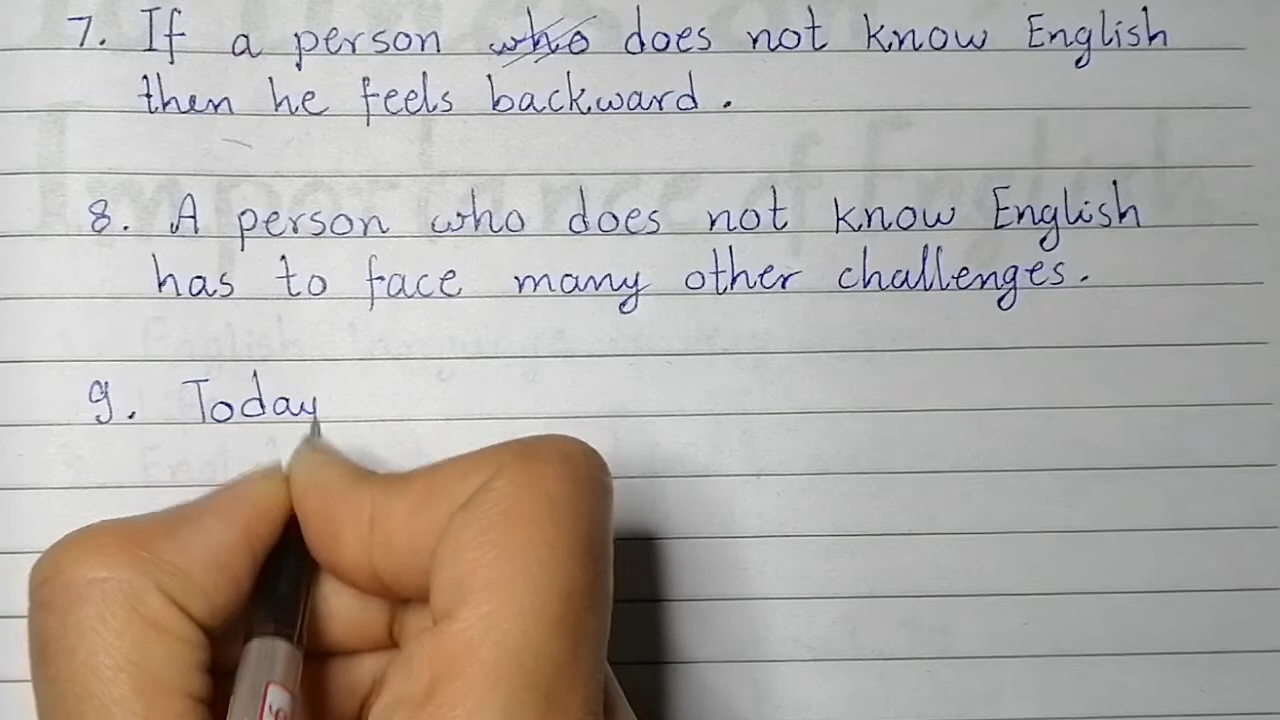 7. If a person who does not know English
then he feels backward.
8. A person who does not know English
has to face many other challenges.
9. Today